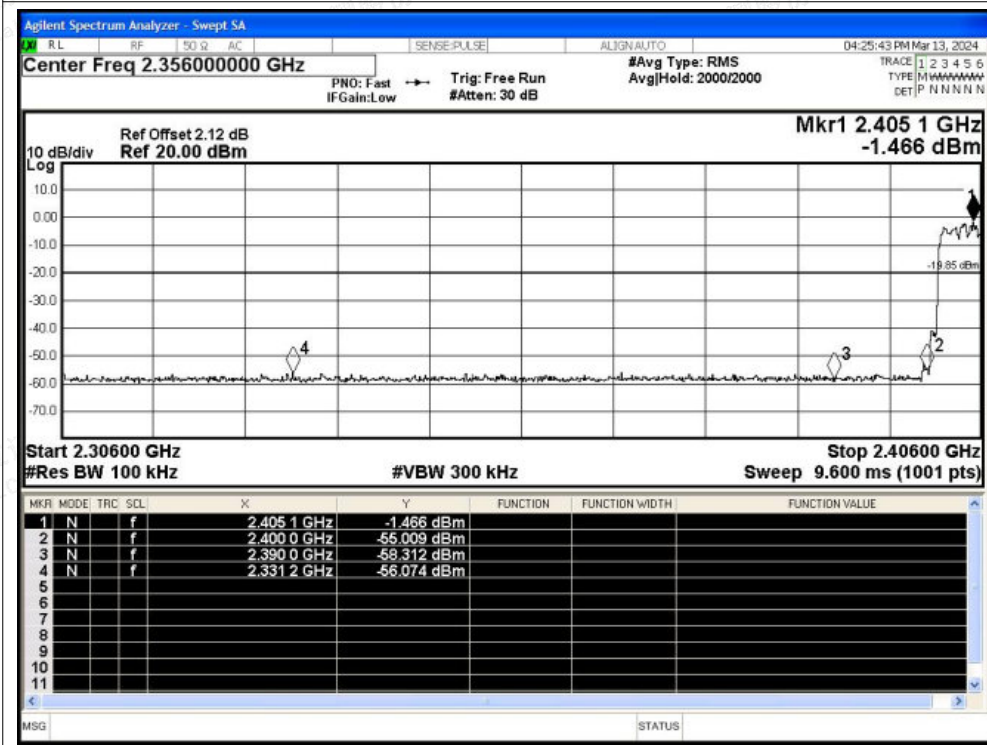 Agilent Spectrum Analyzer - Swept SA
LXI RL RF 50 Ω AC SENSE:PULSE ALIGN AUTO 04:25:43 PM Mar 13, 2024
Center Freq 2.356000000 GHz #Avg Type: RMS TRACE 1 2 3 4 5 6
PNO: Fast Trig: Free Run Avg|Hold: 2000/2000 TYPE M
IFGain:Low #Atten: 30 dB DET P N N N N N
Mkr1 2.405 1 GHz
Ref Offset 2.12 dB
10 dB/div Ref 20.00 dBm -1.466 dBm
Log
10.0
0.00
-10.0
-20.0
-30.0
-40.0
-50.0
-60.0
-70.0
1
-19.85 dBm
2
3
4
Start 2.30600 GHz Stop 2.40600 GHz
#Res BW 100 kHz #VBW 300 kHz Sweep 9.600 ms (1001 pts)
MKR MODE TRC SCL X Y FUNCTION FUNCTION WIDTH FUNCTION VALUE
1 N f 2.405 1 GHz -1.466 dBm
2 N f 2.400 0 GHz -55.009 dBm
3 N f 2.390 0 GHz -58.312 dBm
4 N f 2.331 2 GHz -56.074 dBm
5
6
7
8
9
10
11
MSG STATUS